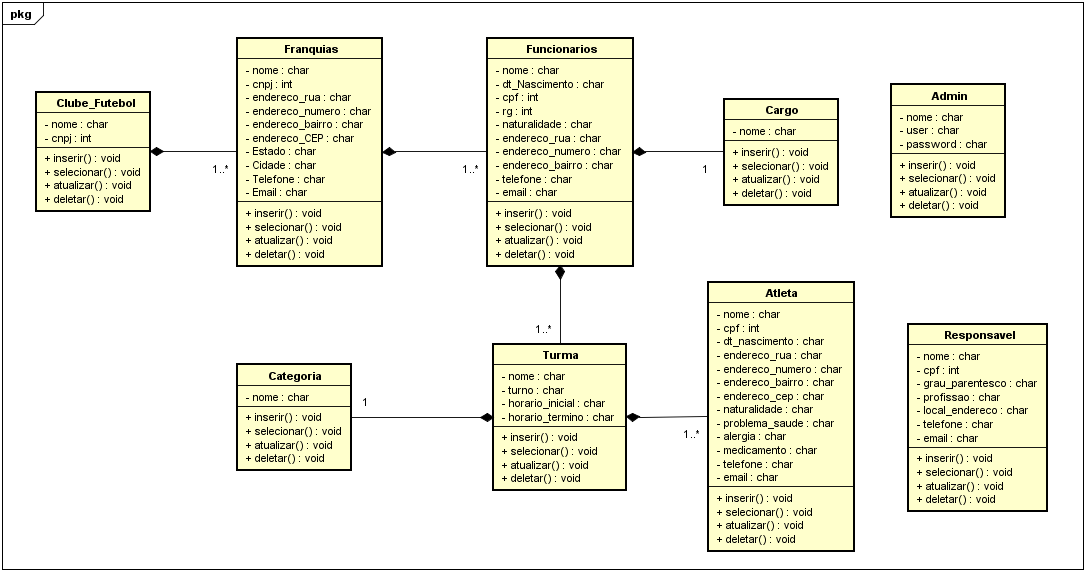 pkg
Clube_Futebol
- nome : char
- cnpj : int
+ inserir() : void
+ selecionar() : void
+ atualizar() : void
+ deletar() : void
1..*
Franquias
- nome : char
- cnpj : int
- endereco_rua : char
- endereco_numero : char
- endereco_bairro : char
- endereco_CEP : char
- Estado : char
- Cidade : char
- Telefone : char
- Email : char
+ inserir() : void
+ selecionar() : void
+ atualizar() : void
+ deletar() : void
1..*
Funcionarios
- nome : char
- dt_Nascimento : char
- cpf : int
- rg : int
- naturalidade : char
- endereco_rua : char
- endereco_numero : char
- endereco_bairro : char
- telefone : char
- email : char
+ inserir() : void
+ selecionar() : void
+ atualizar() : void
+ deletar() : void
1
Cargo
- nome : char
+ inserir() : void
+ selecionar() : void
+ atualizar() : void
+ deletar() : void
Admin
- nome : char
- user : char
- password : char
+ inserir() : void
+ selecionar() : void
+ atualizar() : void
+ deletar() : void
1..*
Categoria
- nome : char
+ inserir() : void
+ selecionar() : void
+ atualizar() : void
+ deletar() : void
1
Turma
- nome : char
- turno : char
- horario_inicial : char
- horario_termino : char
+ inserir() : void
+ selecionar() : void
+ atualizar() : void
+ deletar() : void
1..*
Atleta
- nome : char
- cpf : int
- dt_nascimento : char
- endereco_rua : char
- endereco_numero : char
- endereco_bairro : char
- endereco_cep : char
- naturalidade : char
- problema_saude : char
- alergia : char
- medicamento : char
- telefone : char
- email : char
+ inserir() : void
+ selecionar() : void
+ atualizar() : void
+ deletar() : void
Responsavel
- nome : char
- cpf : int
- grau_parentesco : char
- profissao : char
- local_endereco : char
- telefone : char
- email : char
+ inserir() : void
+ selecionar() : void
+ atualizar() : void
+ deletar() : void